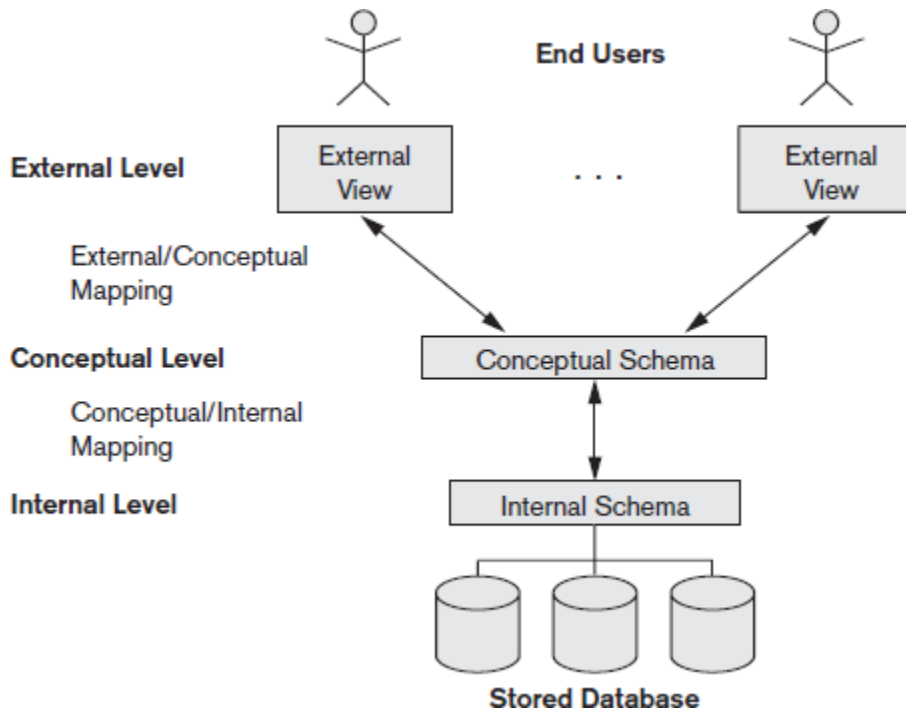 End Users
External Level
External
View
. . .
External
View
External/Conceptual
Mapping
Conceptual Level
Conceptual Schema
Conceptual/Internal
Mapping
Internal Level
Internal Schema
Stored Database